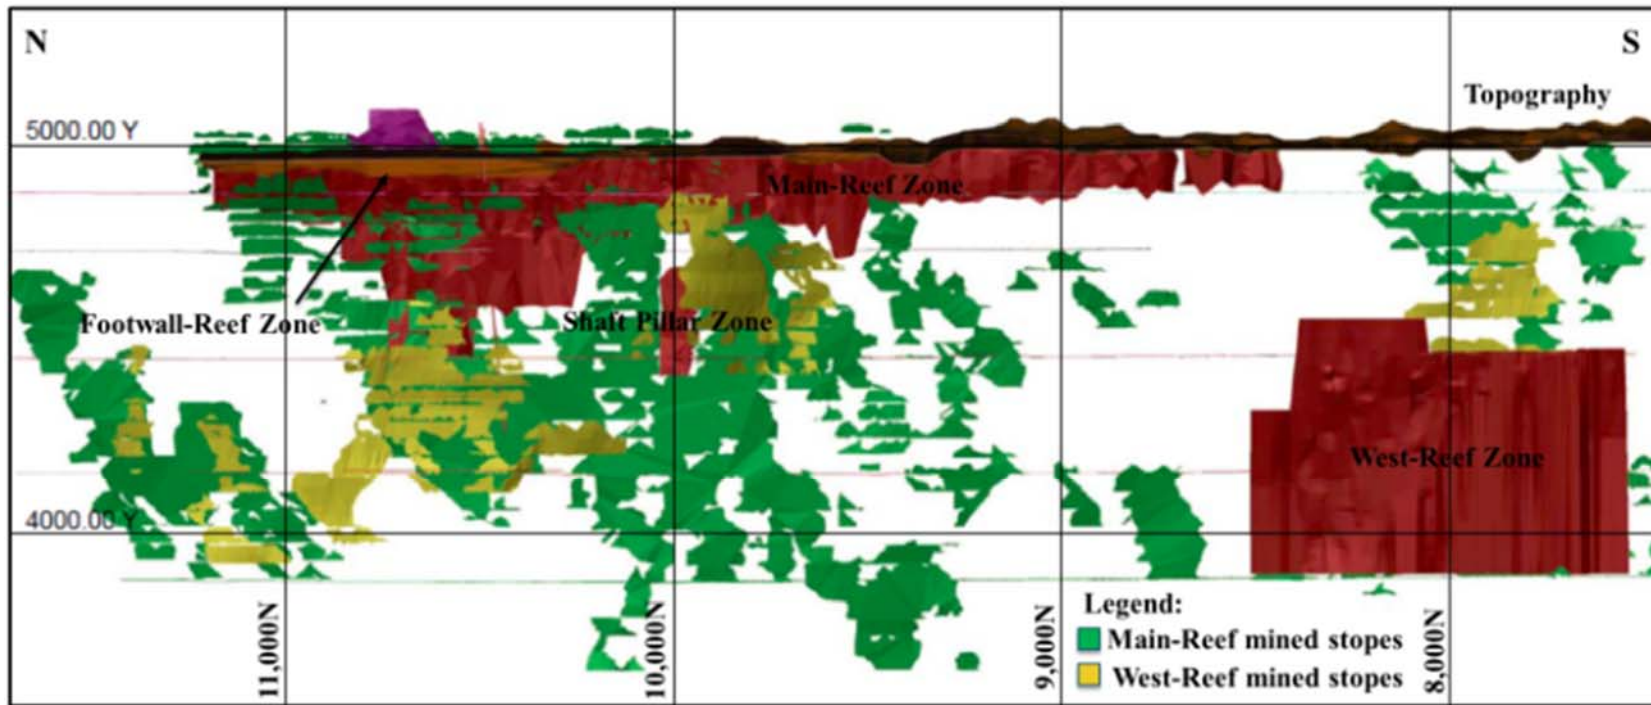 N
S
Topography
5000.00 Y
Main-Reef Zone
Footwall-Reef Zone
Shaft Pillar Zone
West-Reef Zone
4000.00 Y
11,000N
10,000N
9,000N
8,000N
Legend:
Main-Reef mined stopes
West-Reef mined stopes